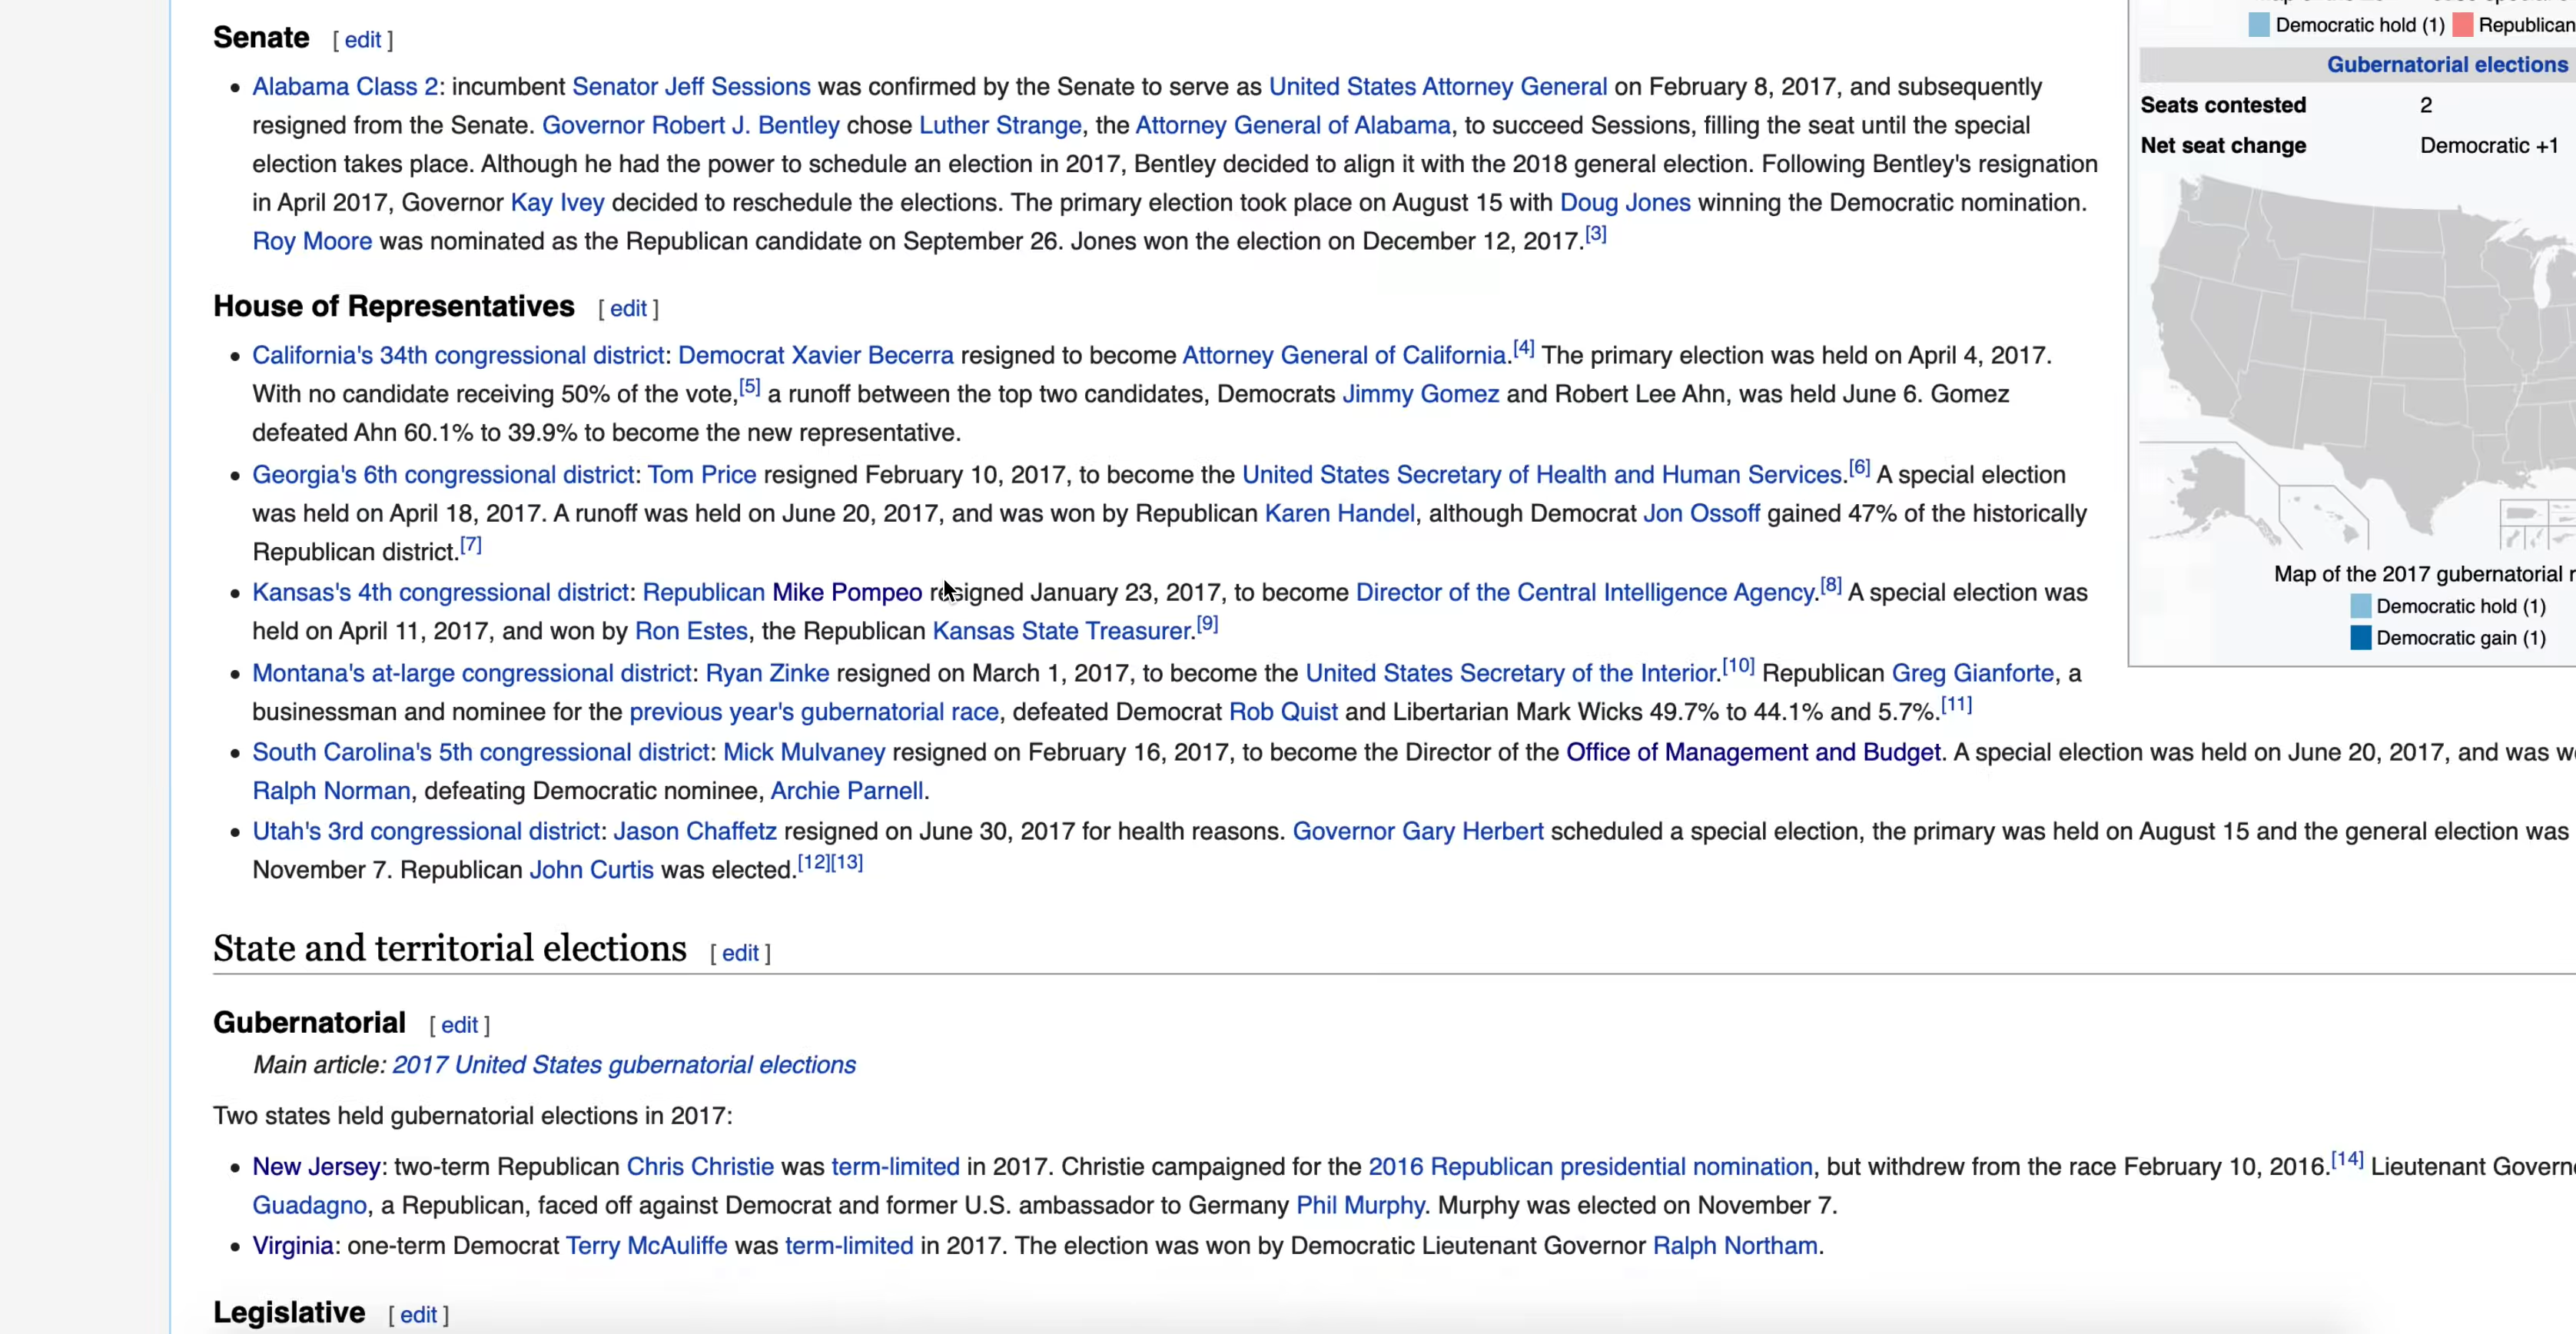 Senate [ edit ]
• Alabama Class 2: incumbent Senator Jeff Sessions was confirmed by the Senate to serve as United States Attorney General on February 8, 2017, and subsequently
resigned from the Senate. Governor Robert J. Bentley chose Luther Strange, the Attorney General of Alabama, to succeed Sessions, filling the seat until the special
election takes place. Although he had the power to schedule an election in 2017, Bentley decided to align it with the 2018 general election. Following Bentley's resignation
in April 2017, Governor Kay Ivey decided to reschedule the elections. The primary election took place on August 15 with Doug Jones winning the Democratic nomination.
Roy Moore was nominated as the Republican candidate on September 26. Jones won the election on December 12, 2017.[3]
House of Representatives [ edit ]
• California's 34th congressional district: Democrat Xavier Becerra resigned to become Attorney General of California.[4] The primary election was held on April 4, 2017.
With no candidate receiving 50% of the vote,[5] a runoff between the top two candidates, Democrats Jimmy Gomez and Robert Lee Ahn, was held June 6. Gomez
defeated Ahn 60.1% to 39.9% to become the new representative.
• Georgia's 6th congressional district: Tom Price resigned February 10, 2017, to become the United States Secretary of Health and Human Services.[6] A special election
was held on April 18, 2017. A runoff was held on June 20, 2017, and was won by Republican Karen Handel, although Democrat Jon Ossoff gained 47% of the historically
Republican district.[7]
• Kansas's 4th congressional district: Republican Mike Pompeo resigned January 23, 2017, to become Director of the Central Intelligence Agency.[8] A special election was
held on April 11, 2017, and won by Ron Estes, the Republican Kansas State Treasurer.[9]
• Montana's at-large congressional district: Ryan Zinke resigned on March 1, 2017, to become the United States Secretary of the Interior.[10] Republican Greg Gianforte, a
businessman and nominee for the previous year's gubernatorial race, defeated Democrat Rob Quist and Libertarian Mark Wicks 49.7% to 44.1% and 5.7%.[11]
• South Carolina's 5th congressional district: Mick Mulvaney resigned on February 16, 2017, to become the Director of the Office of Management and Budget. A special election was held on June 20, 2017, and was
Ralph Norman, defeating Democratic nominee, Archie Parnell.
• Utah's 3rd congressional district: Jason Chaffetz resigned on June 30, 2017 for health reasons. Governor Gary Herbert scheduled a special election, the primary was held on August 15 and the general election was
November 7. Republican John Curtis was elected.[12][13]
State and territorial elections [ edit ]
Gubernatorial [ edit ]
Main article: 2017 United States gubernatorial elections
Two states held gubernatorial elections in 2017:
• New Jersey: two-term Republican Chris Christie was term-limited in 2017. Christie campaigned for the 2016 Republican presidential nomination, but withdrew from the race February 10, 2016.[14] Lieutenant
Guadagno, a Republican, faced off against Democrat and former U.S. ambassador to Germany Phil Murphy. Murphy was elected on November 7.
• Virginia: one-term Democrat Terry McAuliffe was term-limited in 2017. The election was won by Democratic Lieutenant Governor Ralph Northam.
Legislative [ edit ]
Democratic hold (1) Republican
Gubernatorial elections
Seats contested 2
Net seat change Democratic +1
Map of the 2017 gubernatorial
Democratic hold (1)
Democratic gain (1)